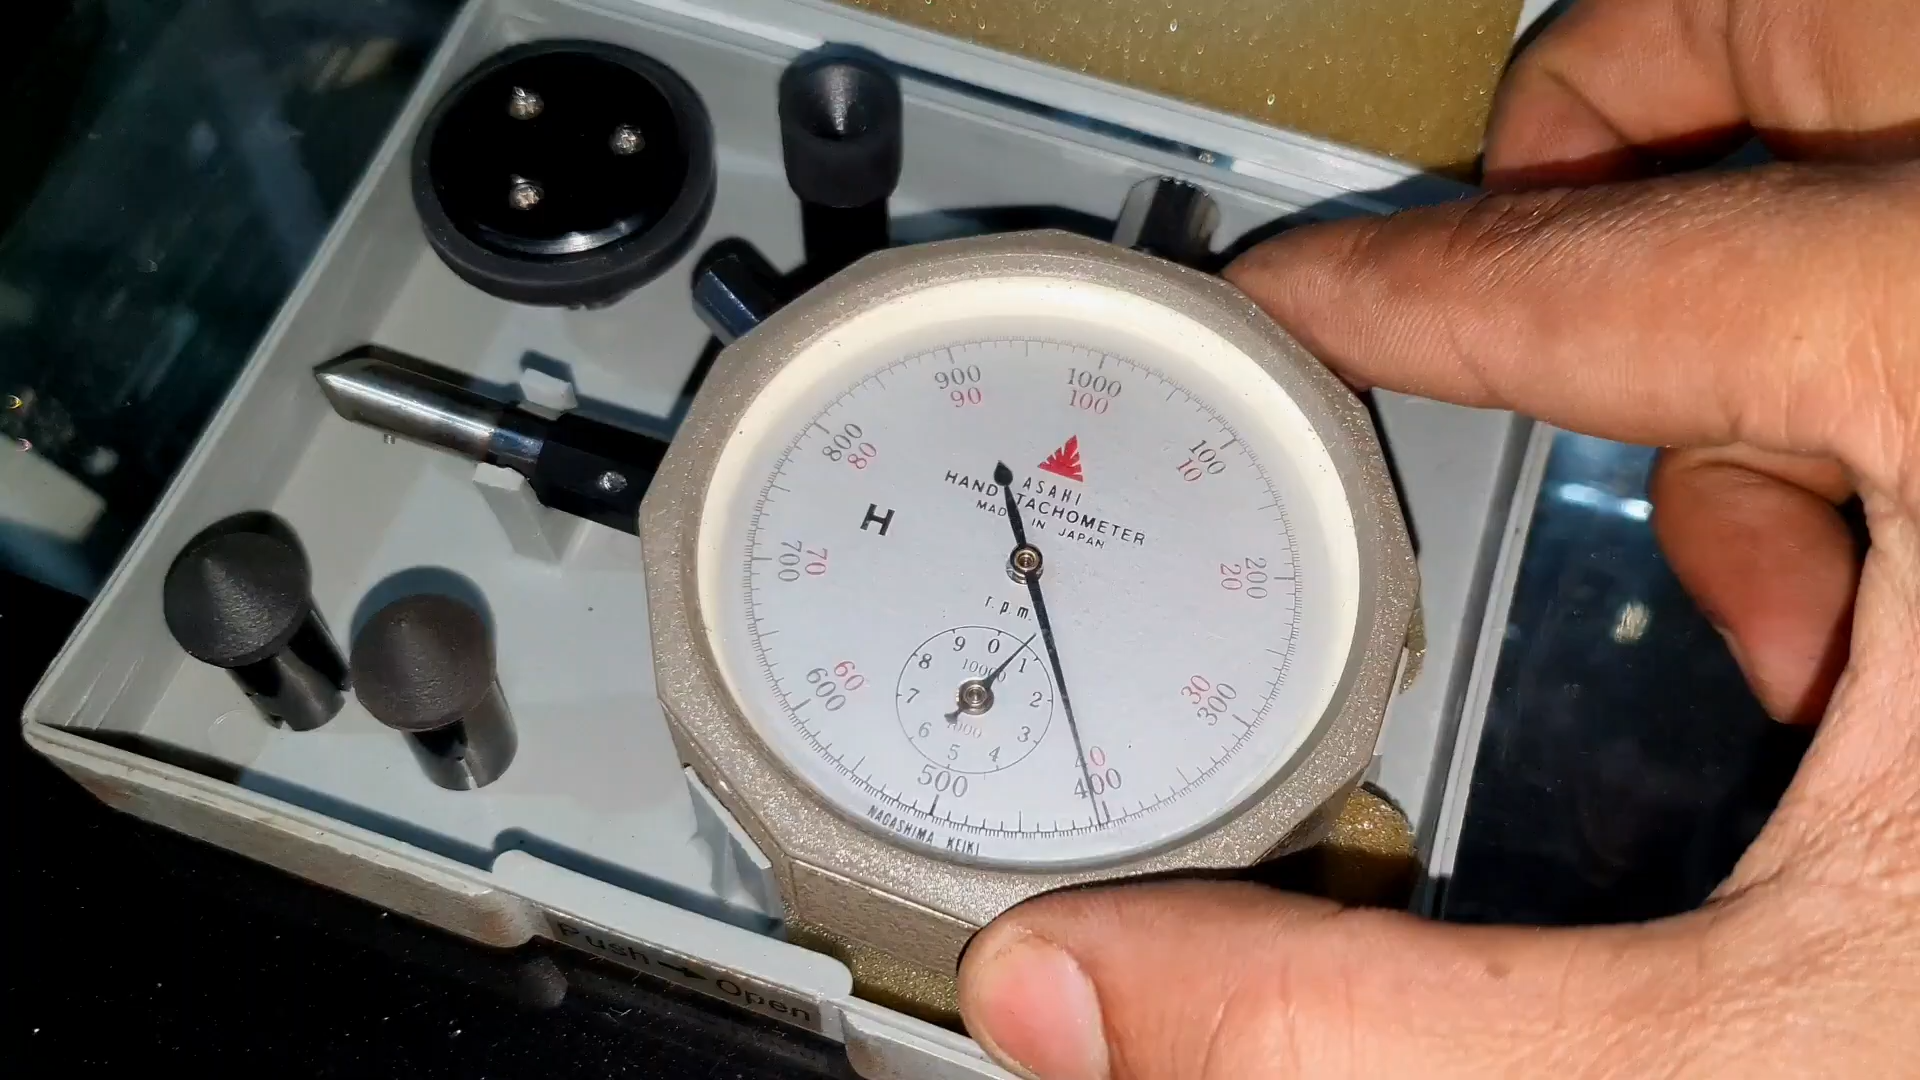 900
90
1000
100
800
80
100
10
ASAHI
HAND TACHOMETER
MADE IN JAPAN
H
700
70
200
20
r.p.m.
9 0 1
8 10000 2
7 3
6 5 4
1000
600
60
30
300
500
40
400
NAGASHIMA KEIKI
Push → Open